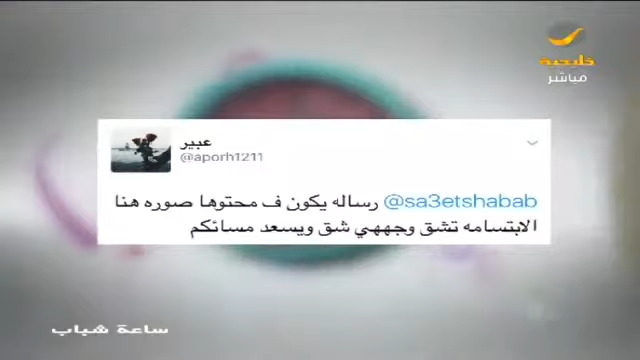 خليجية
مباشر
عبير
@aporh1211
@sa3etshabab رساله يكون ف محتوها صوره هنا
الابتسامه تشق وجههي شق ويسعد مسائكم
ساعة شباب